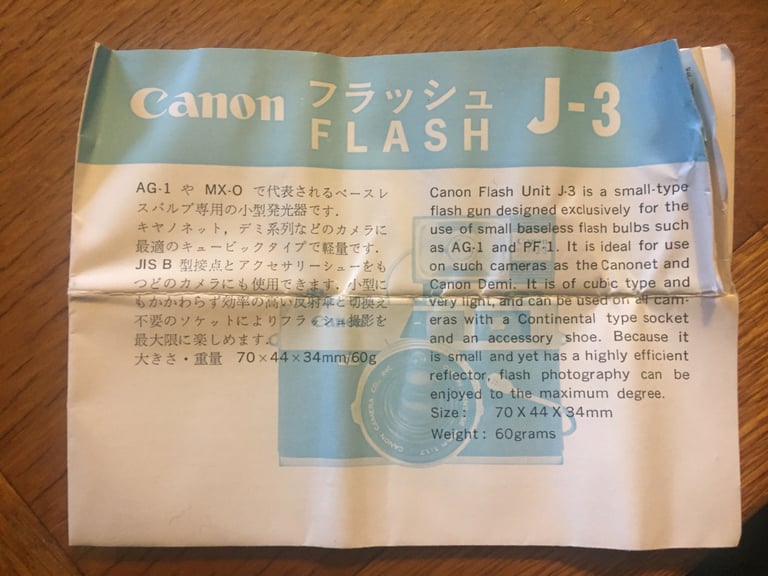 Canon フラッシュ J-3
FLASH
AG-1 や MX-O で代表されるベースレ
スバルブ専用の小型発光器です.
キヤノネット, デミ系列などのカメラに
最適のキュービックタイプで軽量です.
JIS B 型接点とアクセサリーシューをも
つどのカメラにも使用できます. 小型に
もかかわらず効率の高い反射傘と切換え
不要のソケットによりフラッシュ撮影を
最大限に楽しめます.
大きさ・重量 70×44×34mm/60g
Canon Flash Unit J-3 is a small-type
flash gun designed exclusively for the
use of small baseless flash bulbs such
as AG-1 and PF-1. It is ideal for use
on such cameras as the Canonet and
Canon Demi. It is of cubic type and
very light, and can be used on all cam-
eras with a Continental type socket
and an accessory shoe. Because it
is small and yet has a highly efficient
reflector, flash photography can be
enjoyed to the maximum degree.
Size: 70 X 44 X 34mm
Weight: 60grams
Canon
CANON CAMERA CO., INC.